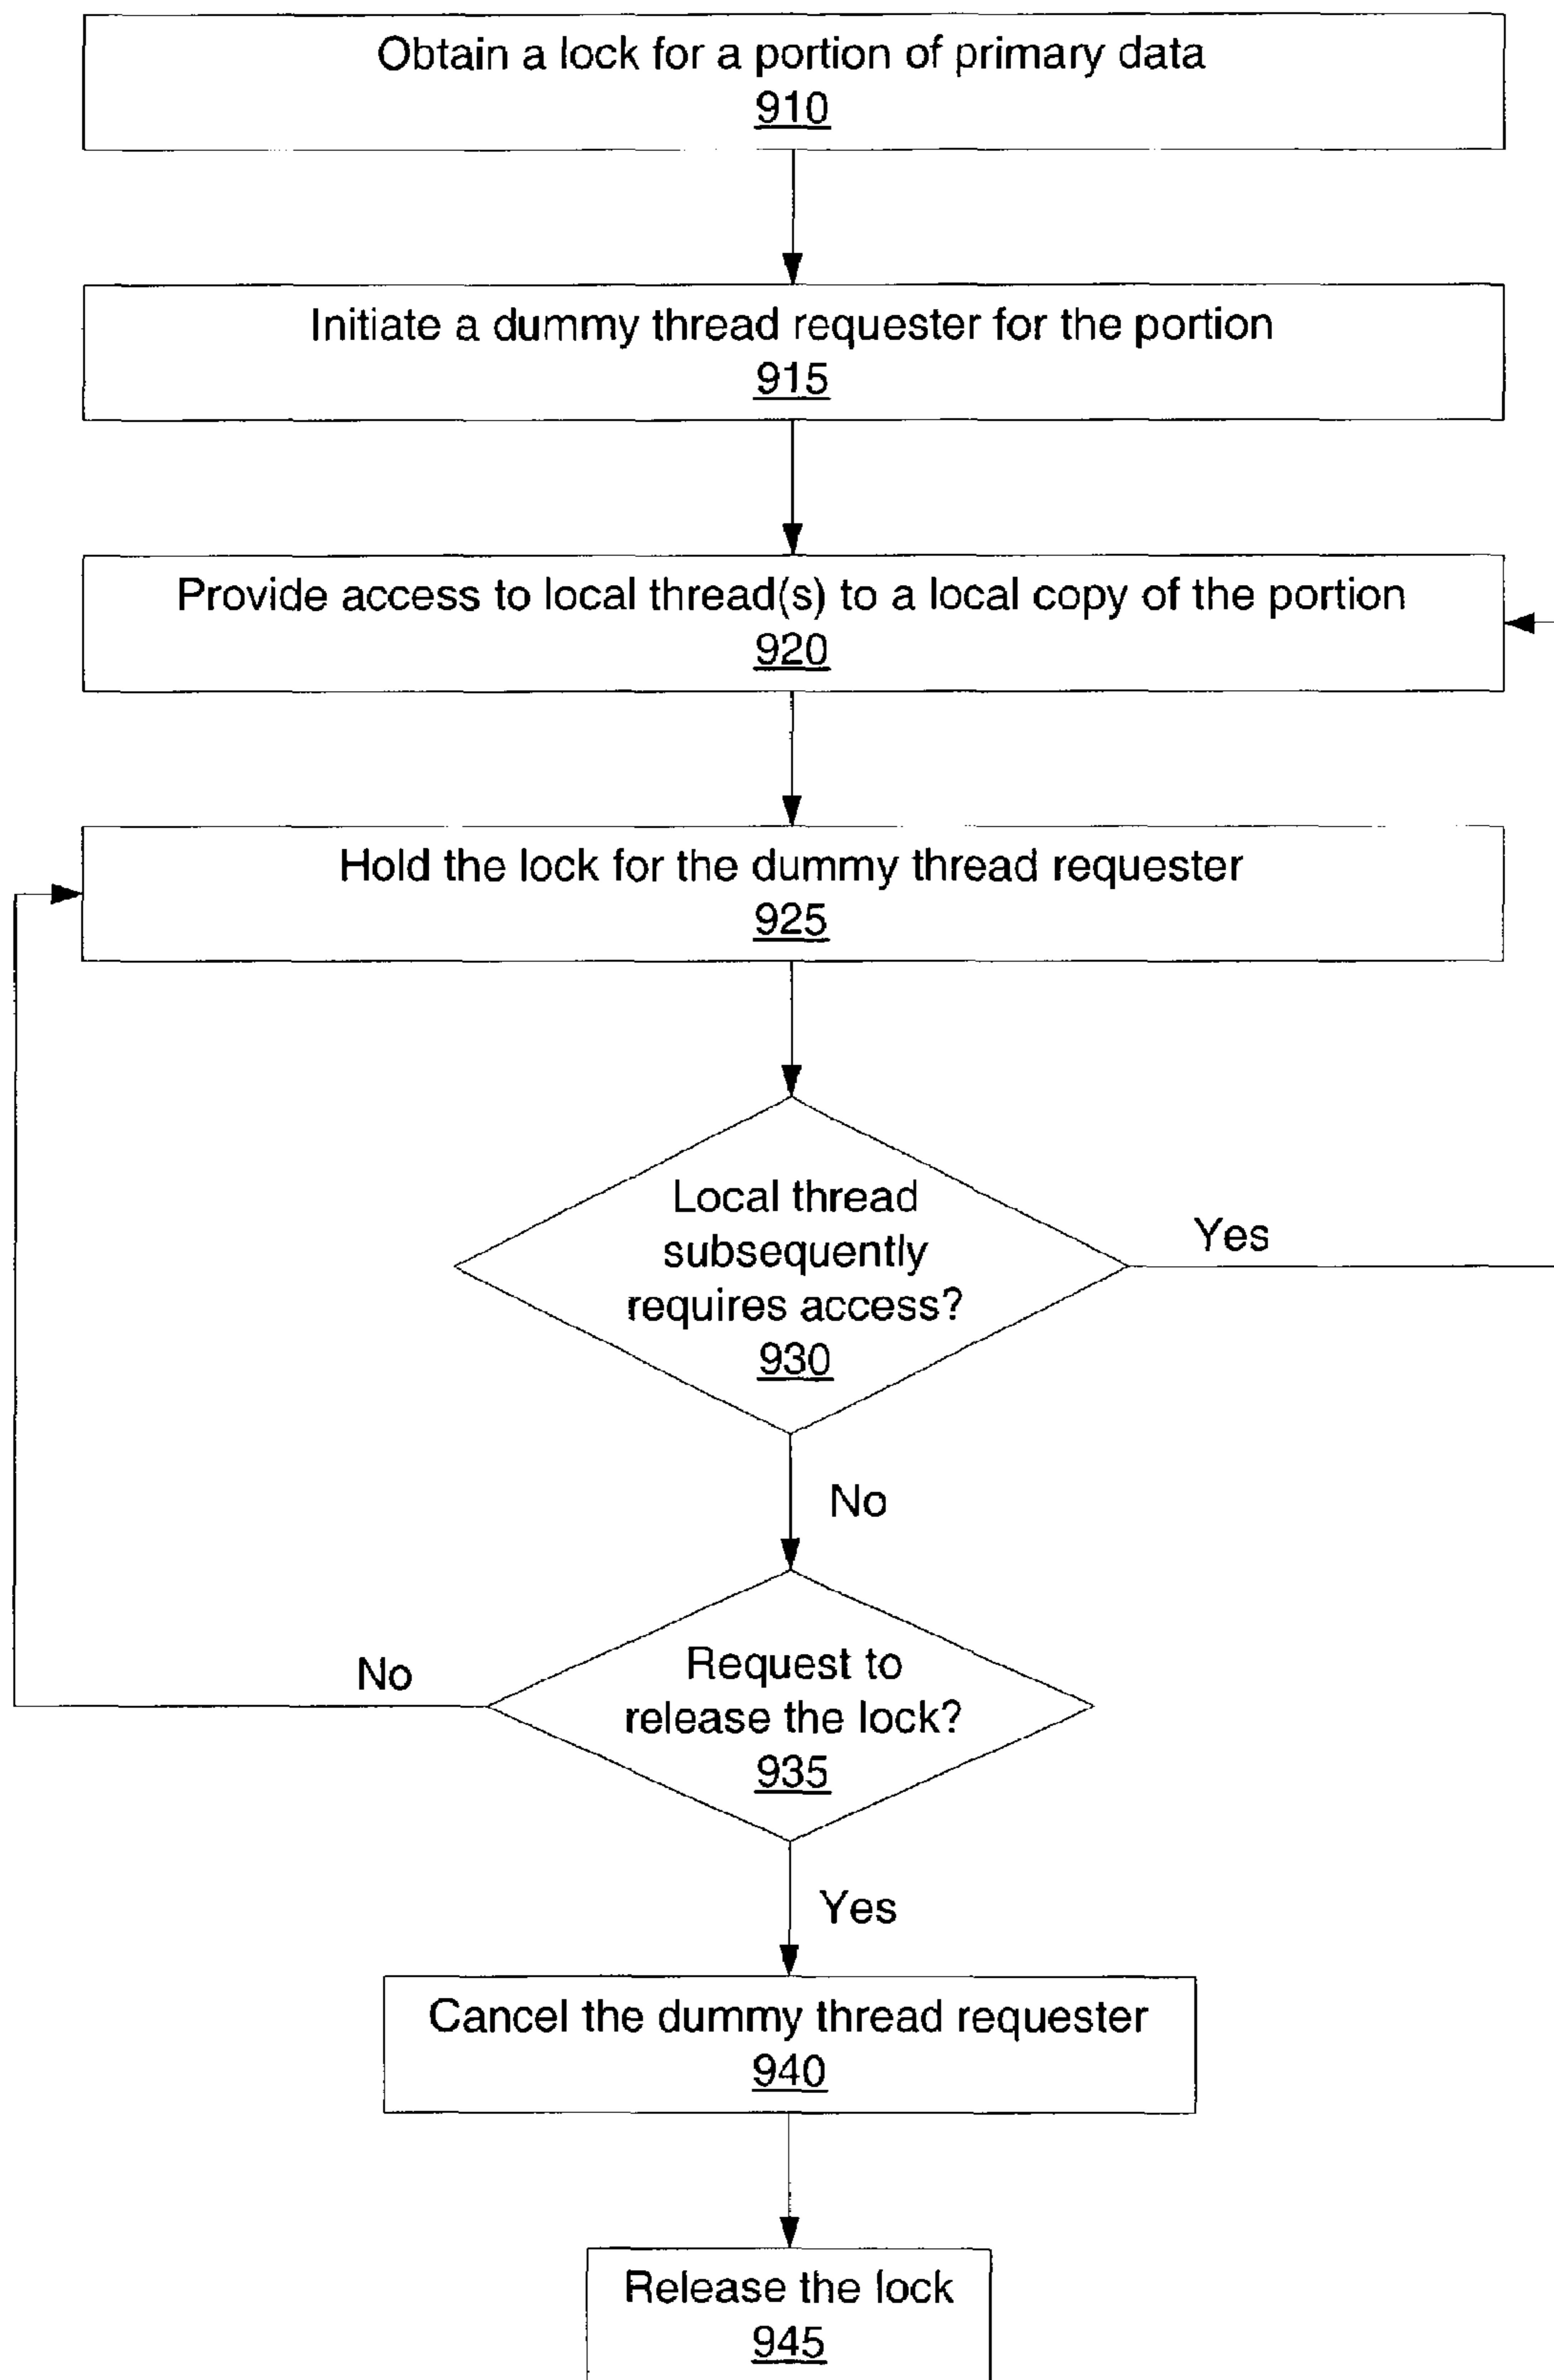 Obtain a lock for a portion of primary data
910
Initiate a dummy thread requester for the portion
915
Provide access to local thread(s) to a local copy of the portion
920
Hold the lock for the dummy thread requester
925
Local thread
subsequently
requires access?
930
Yes
No
Request to
release the lock?
935
No
Yes
Cancel the dummy thread requester
940
Release the lock
945